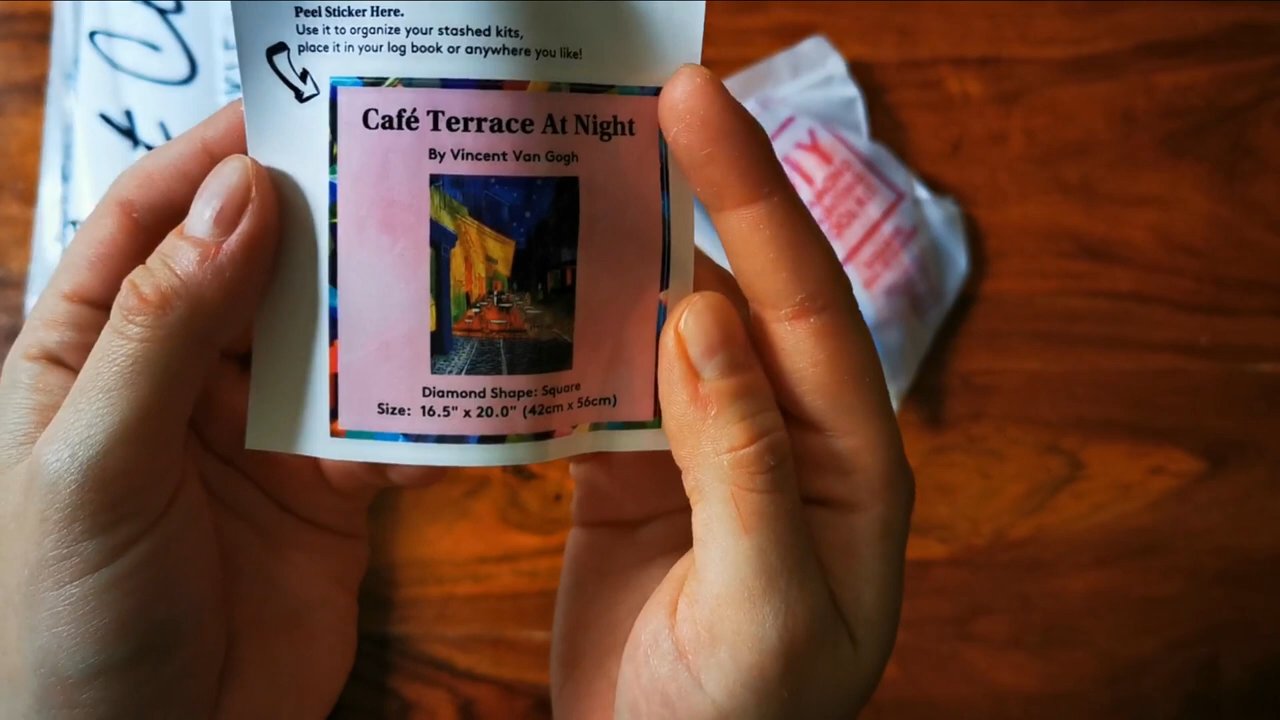 Peel Sticker Here.
Use it to organize your stashed kits,
place it in your log book or anywhere you like!
Café Terrace At Night
By Vincent Van Gogh
Diamond Shape: Square
Size: 16.5" x 20.0" (42cm x 56cm)